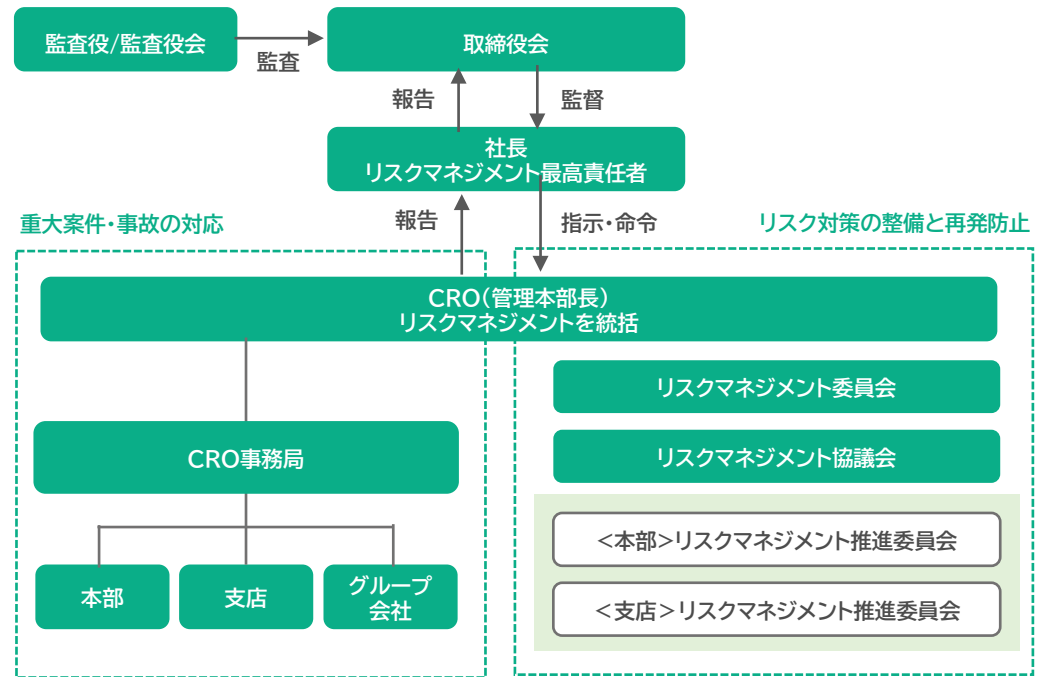 監査役/監査役会
監査
取締役会
報告
監督
社長
リスクマネジメント最高責任者
重大案件・事故の対応
報告
指示・命令
リスク対策の整備と再発防止
CRO(管理本部長)
リスクマネジメントを統括
CRO事務局
本部
支店
グループ
会社
リスクマネジメント委員会
リスクマネジメント協議会
<本部>リスクマネジメント推進委員会
<支店>リスクマネジメント推進委員会